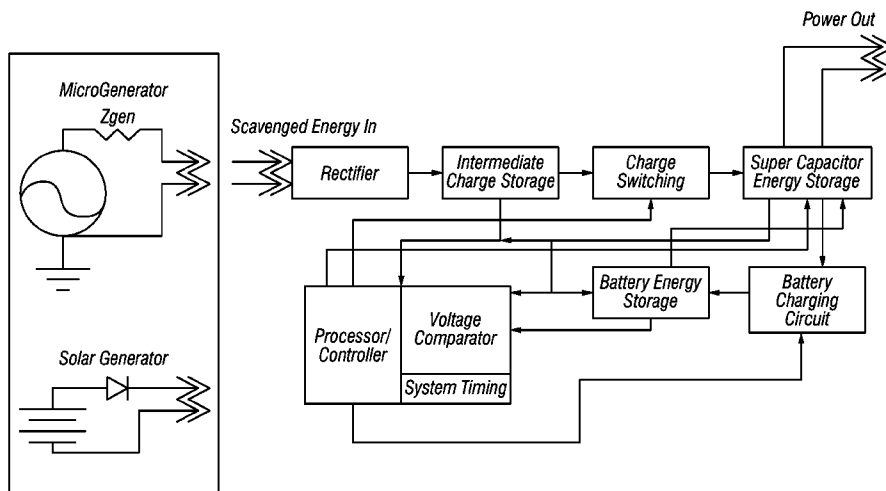 Power Out
MicroGenerator
Zgen
Scavenged Energy In
Rectifier
Intermediate
Charge Storage
Charge
Switching
Super Capacitor
Energy Storage
Battery Energy
Storage
Battery
Charging
Circuit
Processor/
Controller
Voltage
Comparator
System Timing
Solar Generator